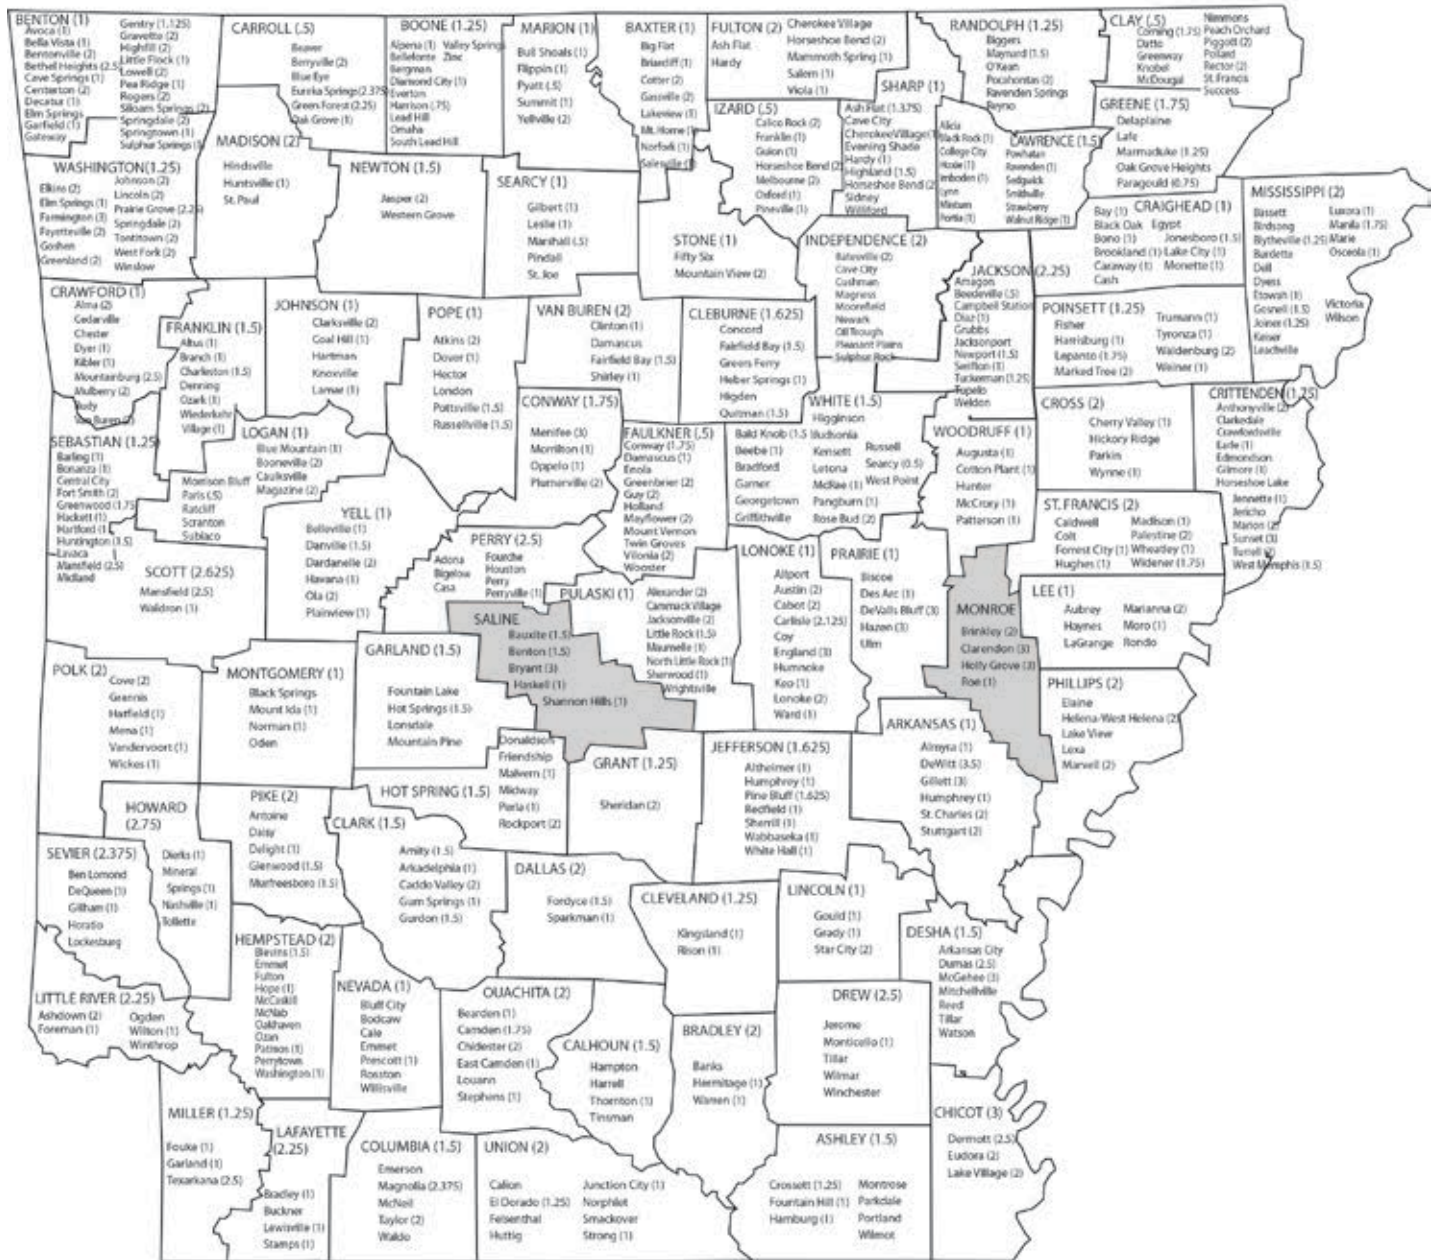 BENTON (1)
Avoca (1)
Bella Vista (1)
Bentonville (2)
Bethel Heights (2.5)
Cave Springs (1)
Centerton (2)
Decatur (1)
Elm Springs
Garfield (1)
Gateway
Gentry (1.125)
Gravette (2)
Highfill (2)
Little Flock (1)
Lowell (2)
Pea Ridge (1)
Rogers (2)
Siloam Springs (2)
Springdale (2)
Springtown (1)
Sulphur Springs (1)
CARROLL (.5)
Beaver
Berryville (2)
Blue Eye
Eureka Springs (2.375)
Green Forest (2.25)
Oak Grove (1)
BOONE (1.25)
Alpena (1) Valley Springs
Bellefonte Zinc
Bergman
Diamond City (1)
Everton
Harrison (.75)
Lead Hill
Omaha
South Lead Hill
MARION (1)
Bull Shoals (1)
Flippin (1)
Pyatt (.5)
Summit (1)
Yellville (2)
BAXTER (1)
Big Flat
Briarcliff (1)
Cotter (2)
Gassville (2)
Lakeview (1)
Mt. Home (1)
Norfork (1)
Salesville
FULTON (2)
Ash Flat
Hardy
Cherokee Village
Horseshoe Bend (2)
Mammoth Spring (1)
Salem (1)
Viola (1)
SHARP (1)
Ash Flat (1.375)
Cave City
Cherokee Village
Evening Shade
Hardy (1)
Highland (1.5)
Horseshoe Bend (2)
Sidney
Williford
IZARD (.5)
Calico Rock (2)
Franklin (1)
Guion (1)
Horseshoe Bend (2)
Melbourne (2)
Oxford (1)
Pineville (1)
RANDOLPH (1.25)
Biggers
Maynard (1.5)
O'Kean
Pocahontas (2)
Ravenden Springs
Reyno
CLAY (.5)
Corning (1.75)
Datto
Greenway
Knobel
McDougal
Nimmons
Peach Orchard
Piggott (2)
Pollard
Rector (2)
St. Francis
Success
GREENE (1.75)
Delaplaine
Lafe
Marmaduke (1.25)
Oak Grove Heights
Paragould (0.75)
LAWRENCE (1.5)
Alicia
Black Rock (1)
College City
Hoxie (1)
Imboden (1)
Lynn
Minturn
Portia (1)
Powhatan
Ravenden (1)
Sedgwick
Smithville
Strawberry
Walnut Ridge (1)
MADISON (2)
Hindsville
Huntsville (1)
St. Paul
WASHINGTON (1.25)
Elkins (2)
Elm Springs (1)
Farmington (3)
Fayetteville (2)
Goshen
Greenland (2)
Johnson (2)
Lincoln (2)
Prairie Grove (2.25)
Springdale (2)
Tontitown (2)
West Fork (2)
Winslow
NEWTON (1.5)
Jasper (2)
Western Grove
SEARCY (1)
Gilbert (1)
Leslie (1)
Marshall (.5)
Pindall
St. Joe
STONE (1)
Fifty Six
Mountain View (2)
INDEPENDENCE (2)
Batesville (2)
Cave City
Cushman
Magness
Moorefield
Newark
Oil Trough
Pleasant Plains
Sulphur Rock
JACKSON (2.25)
Amagon
Beedeville (.5)
Campbell Station
Diaz (1)
Grubbs
Jacksonport
Newport (1.5)
Swifton (1)
Tuckerman (1.25)
Tupelo
Weldon
CRAIGHEAD (1)
Bay (1)
Black Oak
Bono (1)
Brookland (1)
Caraway (1)
Cash
Egypt
Jonesboro (1.5)
Lake City (1)
Monette (1)
MISSISSIPPI (2)
Bassett
Birdsong
Blytheville (1.25)
Burdette
Dell
Dyess
Etowah (1)
Gosnell (1.5)
Joiner (1.25)
Keiser
Leachville
Luxora (1)
Manila (1.75)
Marie
Osceola (1)
Victoria
Wilson
CRAWFORD (1)
Alma (2)
Cedarville
Chester
Dyer (1)
Kibler (1)
Mountainburg (2.5)
Mulberry (2)
Rudy
Van Buren (2)
FRANKLIN (1.5)
Altus (1)
Branch (1)
Charleston (1.5)
Denning
Ozark (1)
Wiederkehr
Village (1)
JOHNSON (1)
Clarksville (2)
Coal Hill (1)
Hartman
Knoxville
Lamar (1)
POPE (1)
Atkins (2)
Dover (1)
Hector
London
Pottsville (1.5)
Russellville (1.5)
VAN BUREN (2)
Clinton (1)
Damascus
Fairfield Bay (1.5)
Shirley (1)
CLEBURNE (1.625)
Concord
Fairfield Bay (1.5)
Greers Ferry
Heber Springs (1)
Higden
Quitman (1.5)
POINSETT (1.25)
Fisher
Harrisburg (1)
Lepanto (1.75)
Marked Tree (2)
Trumann (1)
Tyronza (1)
Waldenburg (2)
Weiner (1)
CRITTENDEN (1.75)
Anthonyville (2)
Clarkedale
Crawfordsville
Earle (1)
Edmondson
Gilmore (1)
Horseshoe Lake
Jennette (1)
Jericho
Marion (2)
Sunset (3)
Turrell (2)
West Memphis (1.5)
CROSS (2)
Cherry Valley (1)
Hickory Ridge
Parkin
Wynne (1)
WOODRUFF (1)
Augusta (1)
Cotton Plant (1)
Hunter
McCrory (1)
Patterson (1)
WHITE (1.5)
Bald Knob (1.5
Beebe (1)
Bradford
Garner
Georgetown
Griffithville
Higginson
Judsonia
Kensett
Letona
McRae (1)
Pangburn (1)
Rose Bud (2)
Russell
Searcy (0.5)
West Point
CONWAY (1.75)
Menifee (3)
Morrilton (1)
Oppelo (1)
Plumerville (2)
FAULKNER (.5)
Conway (1.75)
Damascus (1)
Enola
Greenbrier (2)
Guy (2)
Holland
Mayflower (2)
Mount Vernon
Twin Groves
Vilonia (2)
Wooster
SEBASTIAN (1.25)
Barling (1)
Bonanza (1)
Central City
Fort Smith (2)
Greenwood (1.75)
Hackett (1)
Hartford (1)
Huntington (1.5)
Lavaca
Mansfield (2.5)
Midland
LOGAN (1)
Blue Mountain (1)
Booneville (2)
Caulksville
Magazine (2)
Morrison Bluff
Paris (.5)
Ratcliff
Scranton
Subiaco
YELL (1)
Belleville (1)
Danville (1.5)
Dardanelle (2)
Havana (1)
Ola (2)
Plainview (1)
PERRY (2.5)
Adona
Bigelow
Casa
Fourche
Houston
Perry
Perryville (1)
SCOTT (2.625)
Mansfield (2.5)
Waldron (1)
PULASKI (1)
Alexander (2)
Cammack Village
Jacksonville (2)
Little Rock (1.5)
Maumelle (1)
North Little Rock (1)
Sherwood (1)
Wrightsville
LONOKE (1)
Allport
Austin (2)
Cabot (2)
Carlisle (2.125)
Coy
England (3)
Humnoke
Keo (1)
Lonoke (2)
Ward (1)
PRAIRIE (1)
Biscoe
Des Arc (1)
DeValls Bluff (3)
Hazen (3)
Ulm
ST. FRANCIS (2)
Caldwell
Colt
Forrest City (1)
Hughes (1)
Madison (1)
Palestine (2)
Wheatley (1)
Widener (1.75)
MONROE
Brinkley (2)
Clarendon (3)
Holly Grove (3)
Roe (1)
LEE (1)
Aubrey
Haynes
LaGrange
Marianna (2)
Moro (1)
Rondo
PHILLIPS (2)
Elaine
Helena-West Helena (2)
Lake View
Lexa
Marvell (2)
SALINE
Bauxite (1.5)
Benton (1.5)
Bryant (3)
Haskell (1)
Shannon Hills (1)
GARLAND (1.5)
Fountain Lake
Hot Springs (1.5)
Lonsdale
Mountain Pine
MONTGOMERY (1)
Black Springs
Mount Ida (1)
Norman (1)
Oden
POLK (2)
Cove (2)
Grannis
Hatfield (1)
Mena (1)
Vandervoort (1)
Wickes (1)
HOT SPRING (1.5)
Donaldson
Friendship
Malvern (1)
Midway
Perla (1)
Rockport (2)
GRANT (1.25)
Sheridan (2)
JEFFERSON (1.625)
Altheimer (1)
Humphrey (1)
Pine Bluff (1.625)
Redfield (1)
Sherrill (1)
Wabbaseka (1)
White Hall (1)
ARKANSAS (1)
Almyra (1)
DeWitt (3.5)
Gillett (3)
Humphrey (1)
St. Charles (2)
Stuttgart (2)
HOWARD
(2.75)
Dierks (1)
Mineral
Springs (1)
Nashville (1)
Tollette
PIKE (2)
Antoine
Daisy
Delight (1)
Glenwood (1.5)
Murfreesboro (1.5)
CLARK (1.5)
Amity (1.5)
Arkadelphia (1)
Caddo Valley (2)
Gum Springs (1)
Gurdon (1.5)
SEVIER (2.375)
Ben Lomond
DeQueen (1)
Gillham (1)
Horatio
Lockesburg
DALLAS (2)
Fordyce (1.5)
Sparkman (1)
CLEVELAND (1.25)
Kingsland (1)
Rison (1)
LINCOLN (1)
Gould (1)
Grady (1)
Star City (2)
DESHA (1.5)
Arkansas City
Dumas (2.5)
McGehee (3)
Mitchellville
Reed
Tillar
Watson
HEMPSTEAD (2)
Blevins (1.5)
Emmet
Fulton
Hope (1)
McCaskill
McNab
Oakhaven
Ozan
Patmos (1)
Perrytown
Washington (1)
LITTLE RIVER (2.25)
Ashdown (2)
Foreman (1)
Ogden
Wilton (1)
Winthrop
NEVADA (1)
Bluff City
Bodcaw
Cale
Emmet
Prescott (1)
Rosston
Willisville
OUACHITA (2)
Bearden (1)
Camden (1.75)
Chidester (2)
East Camden (1)
Louann
Stephens (1)
CALHOUN (1.5)
Hampton
Harrell
Thornton (1)
Tinsman
BRADLEY (2)
Banks
Hermitage (1)
Warren (1)
DREW (2.5)
Jerome
Monticello (1)
Tillar
Wilmar
Winchester
MILLER (1.25)
Fouke (1)
Garland (1)
Texarkana (2.5)
LAFAYETTE
(2.25)
Bradley (1)
Buckner
Lewisville (1)
Stamps (1)
COLUMBIA (1.5)
Emerson
Magnolia (2.375)
McNeil
Taylor (2)
Waldo
UNION (2)
Calion
El Dorado (1.25)
Felsenthal
Huttig
Junction City (1)
Norphlet
Smackover
Strong (1)
ASHLEY (1.5)
Crossett (1.25)
Fountain Hill (1)
Hamburg (1)
Montrose
Parkdale
Portland
Wilmot
CHICOT (3)
Dermott (2.5)
Eudora (2)
Lake Village (2)